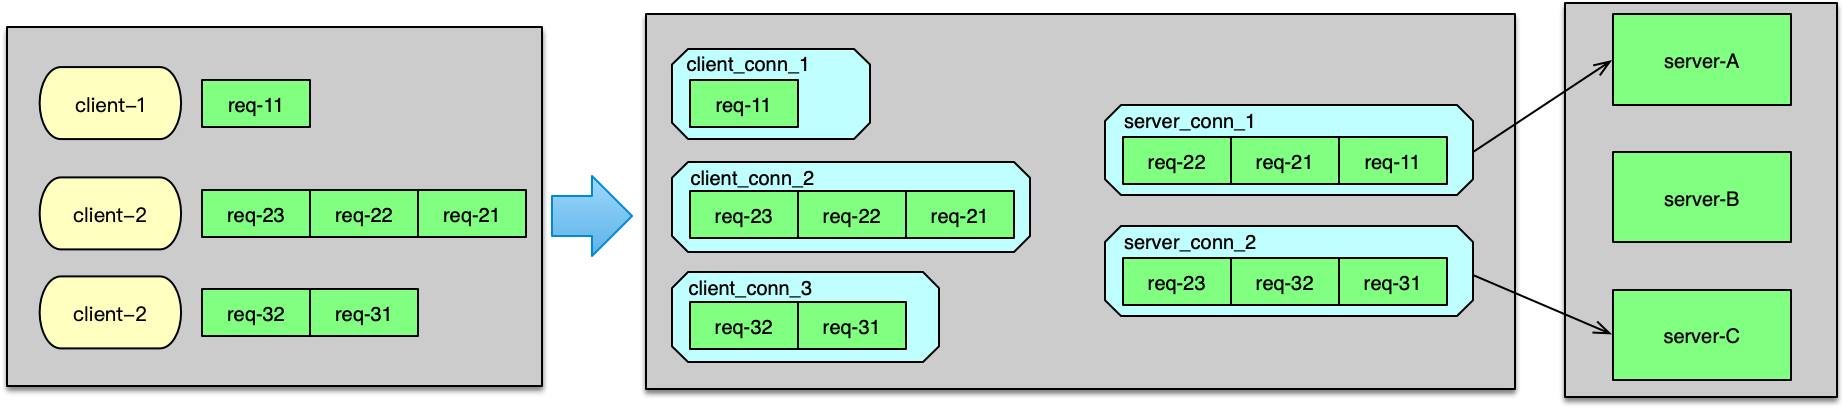 client–1
req-11
client–2
req-23 req-22 req-21
client–2
req-32 req-31
client_conn_1
req-11
client_conn_2
req-23 req-22 req-21
client_conn_3
req-32 req-31
server_conn_1
req-22 req-21 req-11
server_conn_2
req-23 req-32 req-31
server-A
server-B
server-C